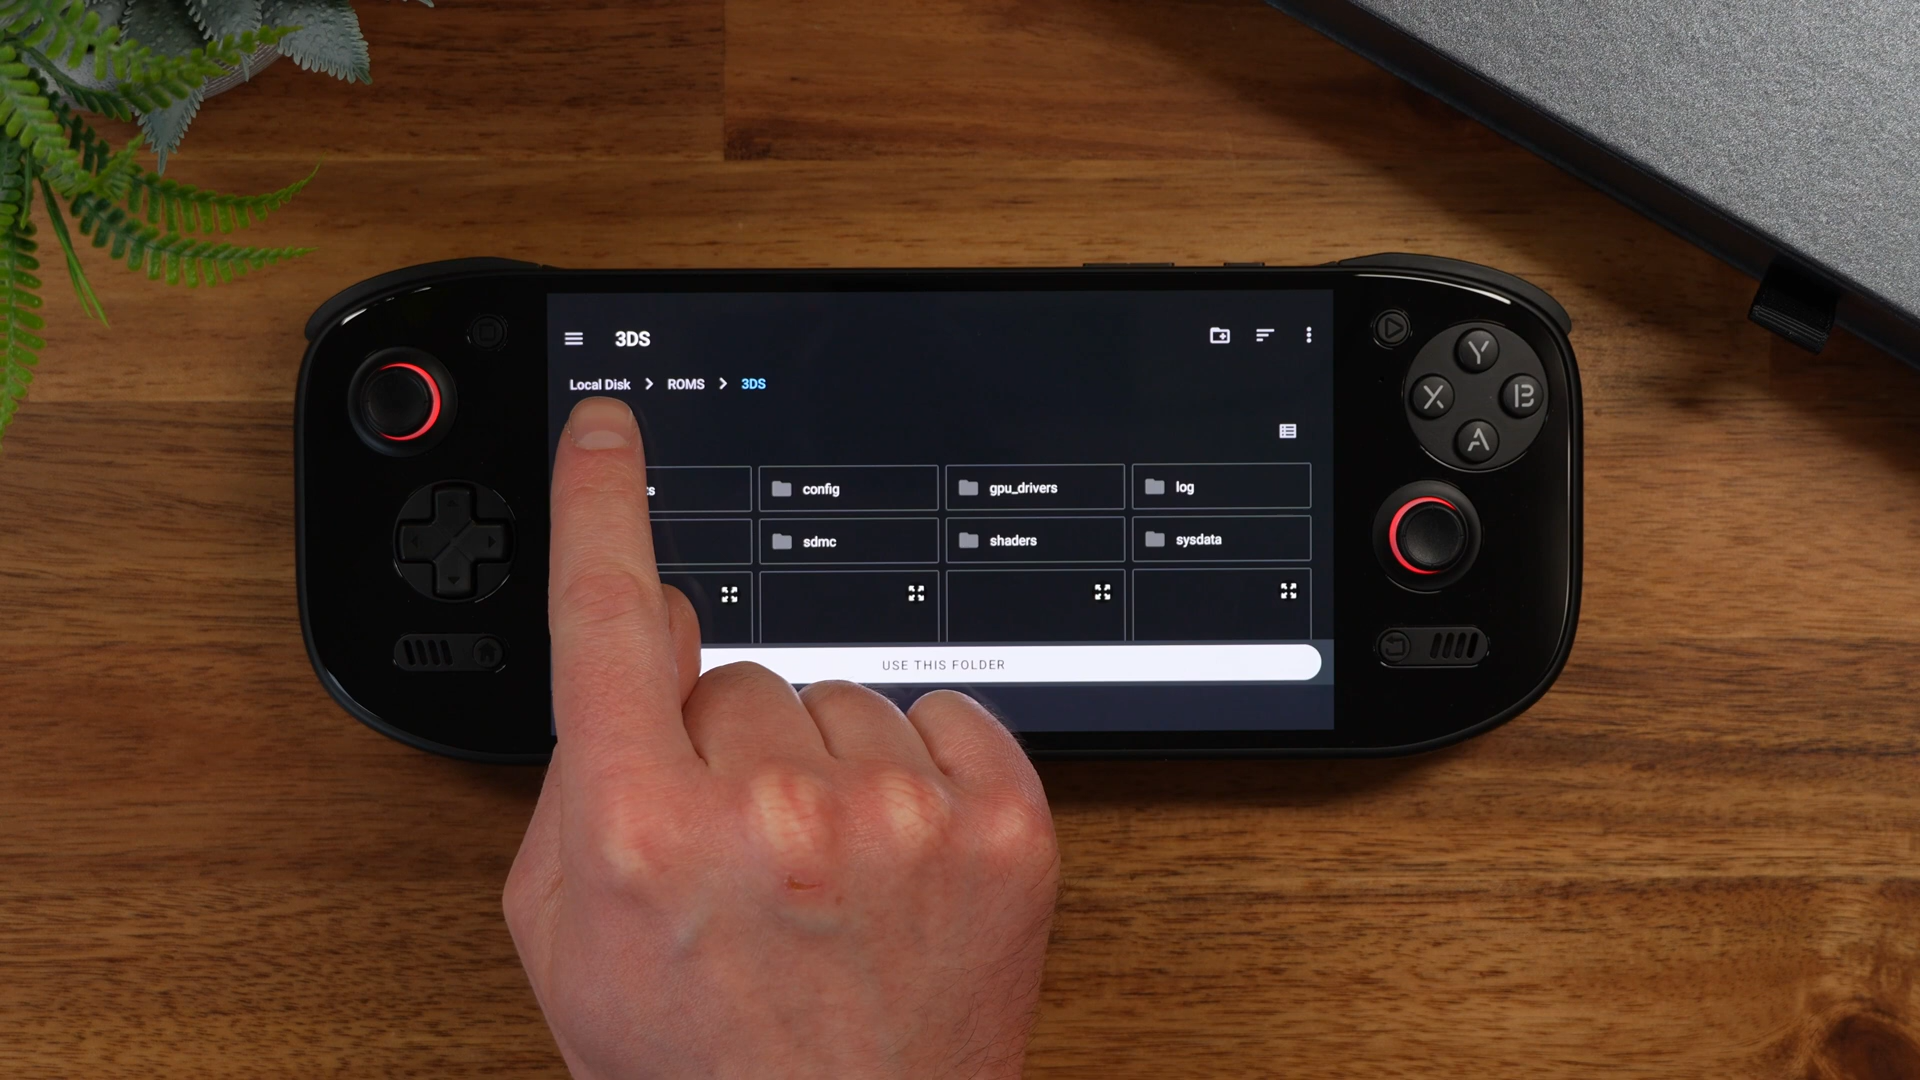 3DS
Local Disk > ROMS > 3DS
config
gpu_drivers
log
sdmc
shaders
sysdata
USE THIS FOLDER
Y
X
B
A